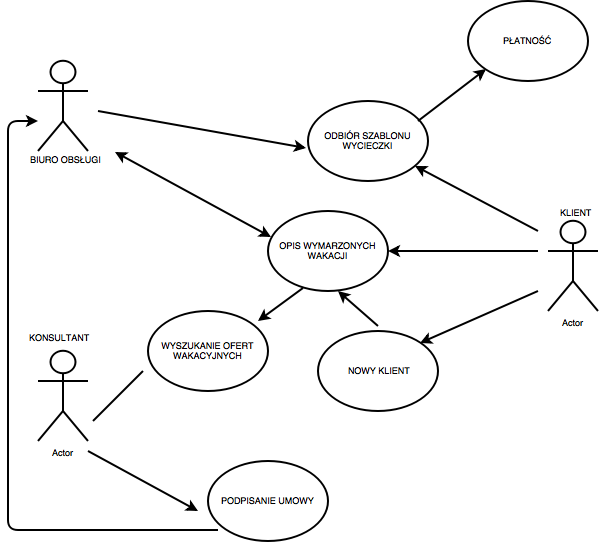 PŁATNOŚĆ
ODBIÓR SZABLONU
WYCIECZKI
BIURO OBSŁUGI
KLIENT
OPIS WYMARZONYCH
WAKACJI
Actor
KONSULTANT
WYSZUKANIE OFERT
WAKACYJNYCH
NOWY KLIENT
Actor
PODPISANIE UMOWY